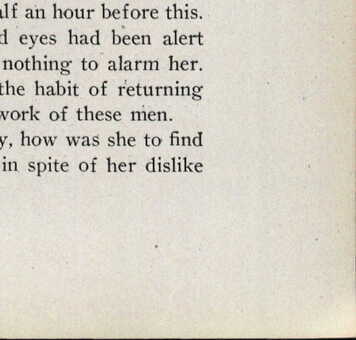 alf an hour before this.
d eyes had been alert
nothing to alarm her.
the habit of returning
work of these men.
y, how was she to find
in spite of her dislike